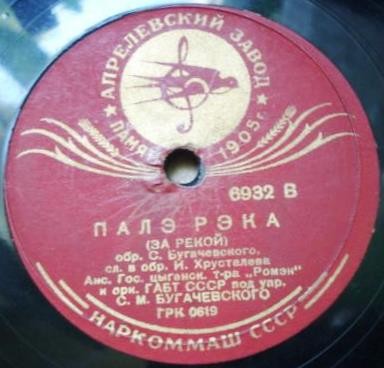 АПРЕЛЕВСКИЙ ЗАВОД
ПАМЯТ 1905 г.
6932 В
ПАЛЭ РЭКА
(ЗА РЕКОЙ)
обр. С. Бугачевского,
сл. в обр. И. Хрусталева
Анс. Гос. цыганск. т-ра „Ромэн"
и орк. ГАБТ СССР под упр.
С. М. БУГАЧЕВСКОГО
ГРК 0619
НАРКОММАШ СССР